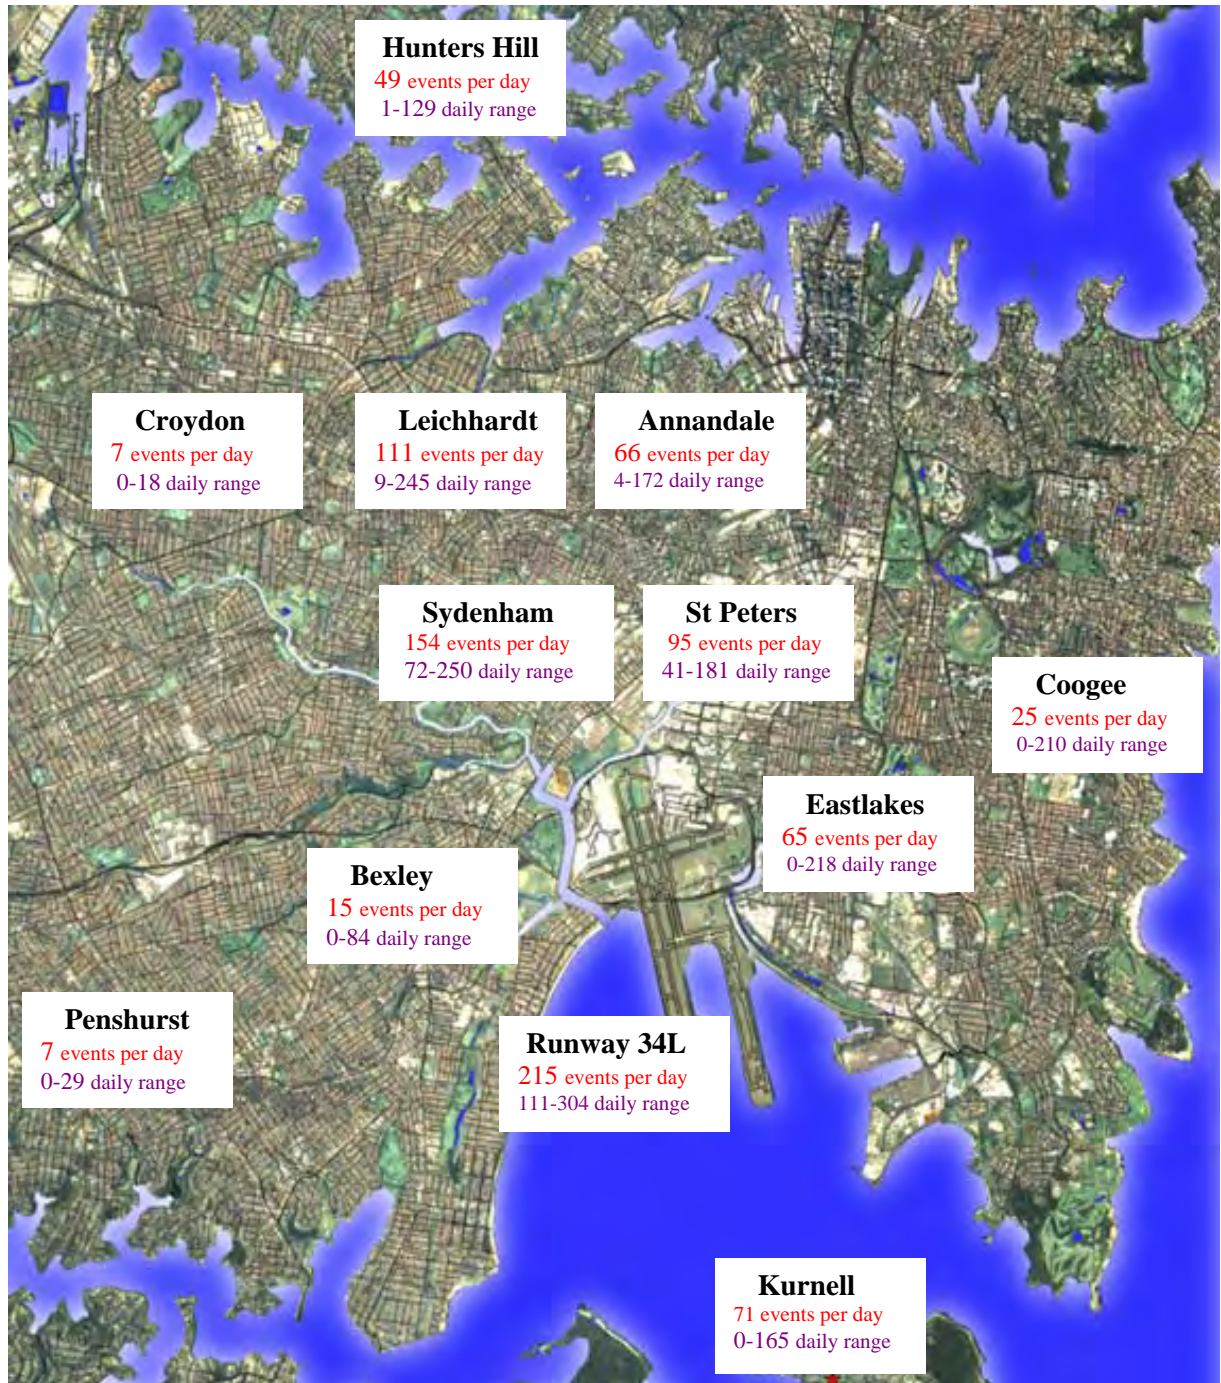 Hunters Hill
49 events per day
1-129 daily range
Croydon
7 events per day
0-18 daily range
Leichhardt
111 events per day
9-245 daily range
Annandale
66 events per day
4-172 daily range
Sydenham
154 events per day
72-250 daily range
St Peters
95 events per day
41-181 daily range
Coogee
25 events per day
0-210 daily range
Eastlakes
65 events per day
0-218 daily range
Bexley
15 events per day
0-84 daily range
Penshurst
7 events per day
0-29 daily range
Runway 34L
215 events per day
111-304 daily range
Kurnell
71 events per day
0-165 daily range